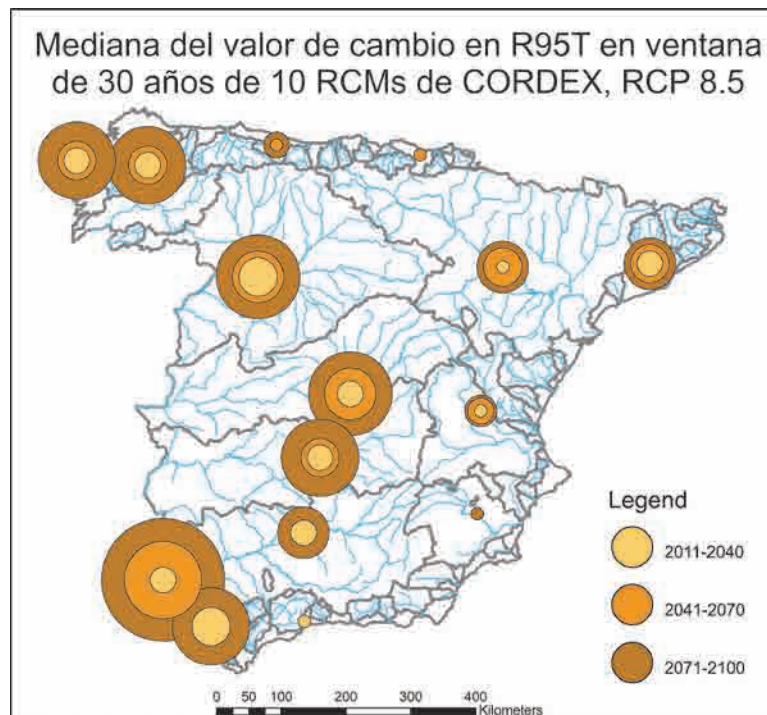 Mediana del valor de cambio en R95T en ventana
de 30 años de 10 RCMs de CORDEX, RCP 8.5
Legend
2011-2040
2041-2070
2071-2100
0 50 100 200 300 400
Kilometers